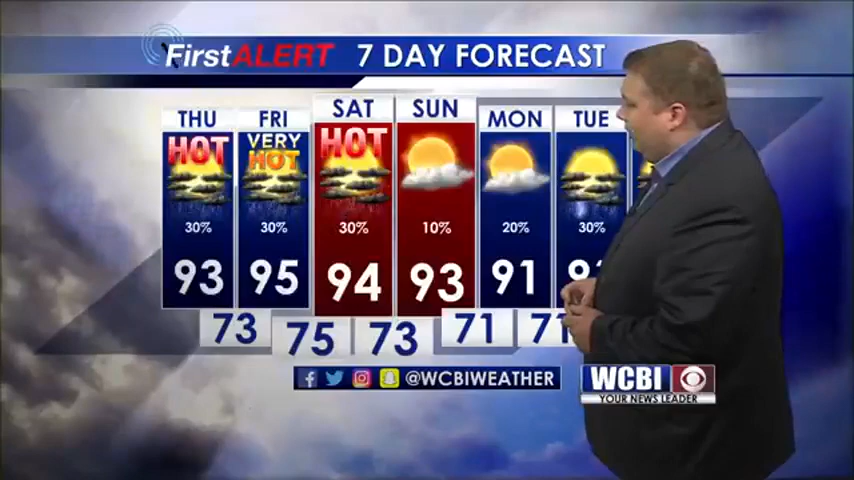 FirstALERT 7 DAY FORECAST
THU FRI SAT SUN MON TUE
HOT VERY HOT HOT
30% 30% 30% 10% 20% 30%
93 95 94 93 91
73 75 73 71 71
@WCBIWEATHER
WCBI
YOUR NEWS LEADER